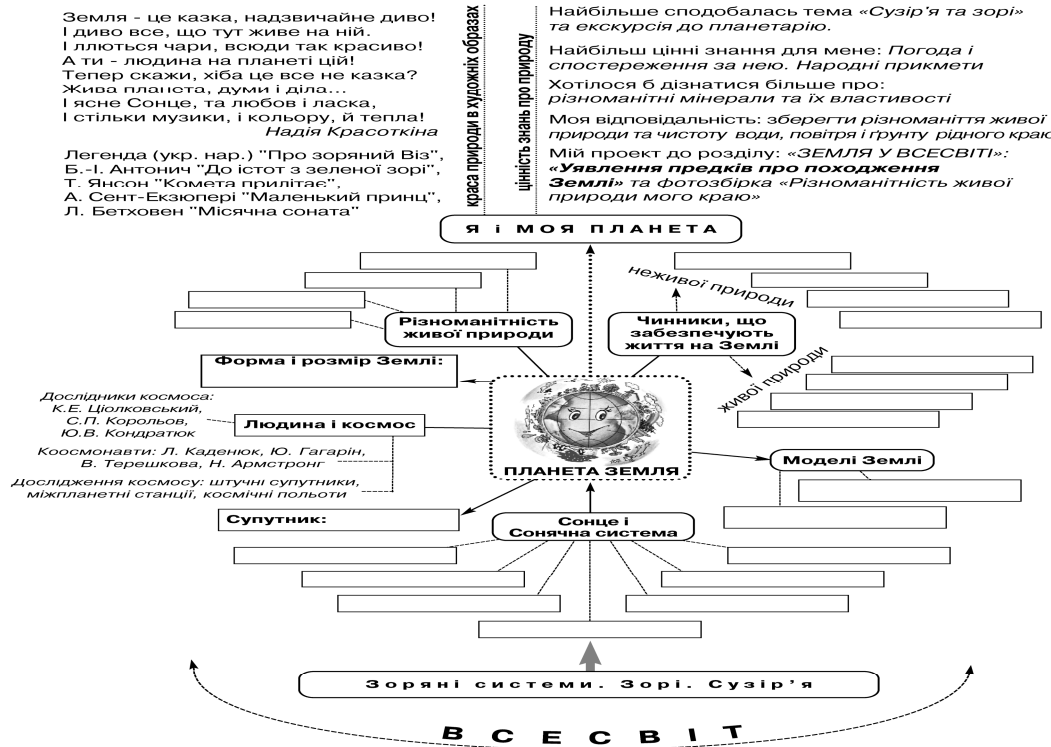 Земля - це казка, надзвичайне диво!
І диво все, що тут живе на ній.
І ллються чари, всюди так красиво!
А ти - людина на планеті цій!
Тепер скажи, хіба це все не казка?
Жива планета, думи і діла...
І ясне Сонце, та любов і ласка,
І стільки музики, і кольору, й тепла!
Надія Красоткіна
Легенда (укр. нар.) "Про зоряний Віз",
Б.-І. Антонич "До істот з зеленої зорі",
Т. Янсон "Комета прилітає",
А. Сент-Екзюпері "Маленький принц",
Л. Бетховен "Місячна соната"
краса природи в художніх образах
цінність знань про природу
Найбільше сподобалась тема «Сузір'я та зорі»
та екскурсія до планетарію.
Найбільш цінні знання для мене: Погода і
спостереження за нею. Народні прикмети
Хотілося б дізнатися більше про:
різноманітні мінерали та їх властивості
Моя відповідальність: зберегти різноманіття живої
природи та чистоту води, повітря і ґрунту рідного краю
Мій проект до розділу: «ЗЕМЛЯ У ВСЕСВІТІ»:
«Уявлення предків про походження
Землі» та фотозбірка «Різноманітність живої
природи мого краю»
Я і МОЯ ПЛАНЕТА
неживої природи
Різноманітність
живої природи
Чинники, що
забезпечують
життя на Землі
живої природи
Форма і розмір Землі:
Дослідники космоса:
К.Е. Ціолковський,
С.П. Корольов,
Ю.В. Кондратюк
Людина і космос
Коосмонавти: Л. Каденюк, Ю. Гагарін,
В. Терешкова, Н. Армстронг
Дослідження космосу: штучні супутники,
міжпланетні станції, космічні польоти
ПЛАНЕТА ЗЕМЛЯ
Моделі Землі
Супутник:
Сонце і
Сонячна система
Зоряні системи. Зорі. Сузір'я
ВСЕСВІТ